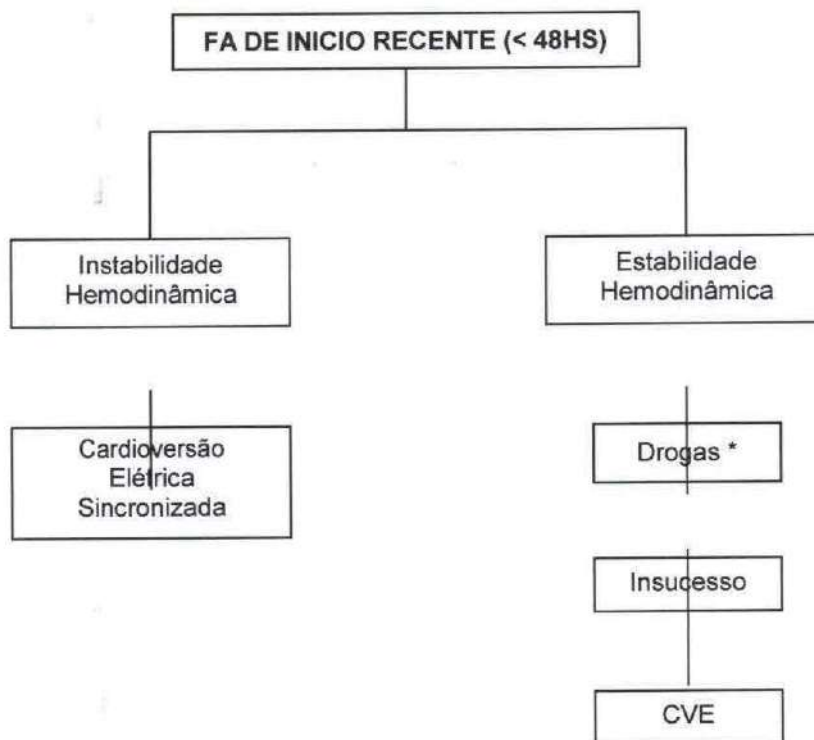 FA DE INICIO RECENTE (< 48HS)
Instabilidade
Hemodinâmica
Estabilidade
Hemodinâmica
Cardioversão
Elétrica
Sincronizada
Drogas *
Insucesso
CVE